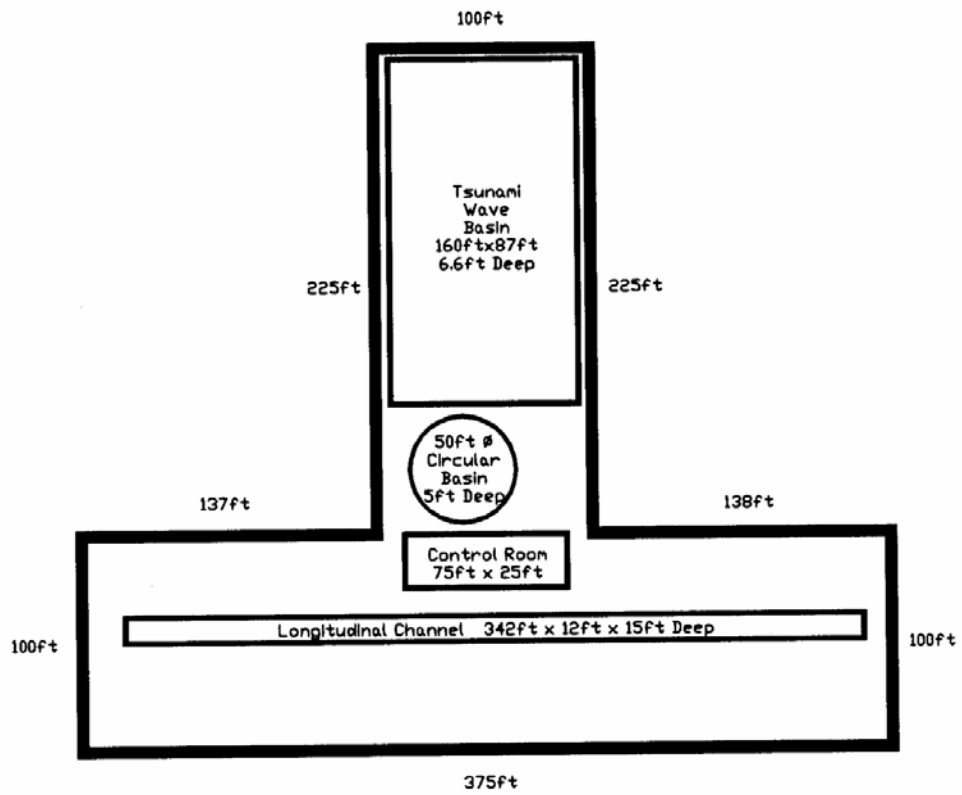 100ft
Tsunami
Wave
Basin
160ftx87ft
6.6ft Deep
225ft
225ft
50ft ø
Circular
Basin
5ft Deep
137ft
138ft
Control Room
75ft x 25ft
Longitudinal Channel 342ft x 12ft x 15ft Deep
100ft
100ft
375ft